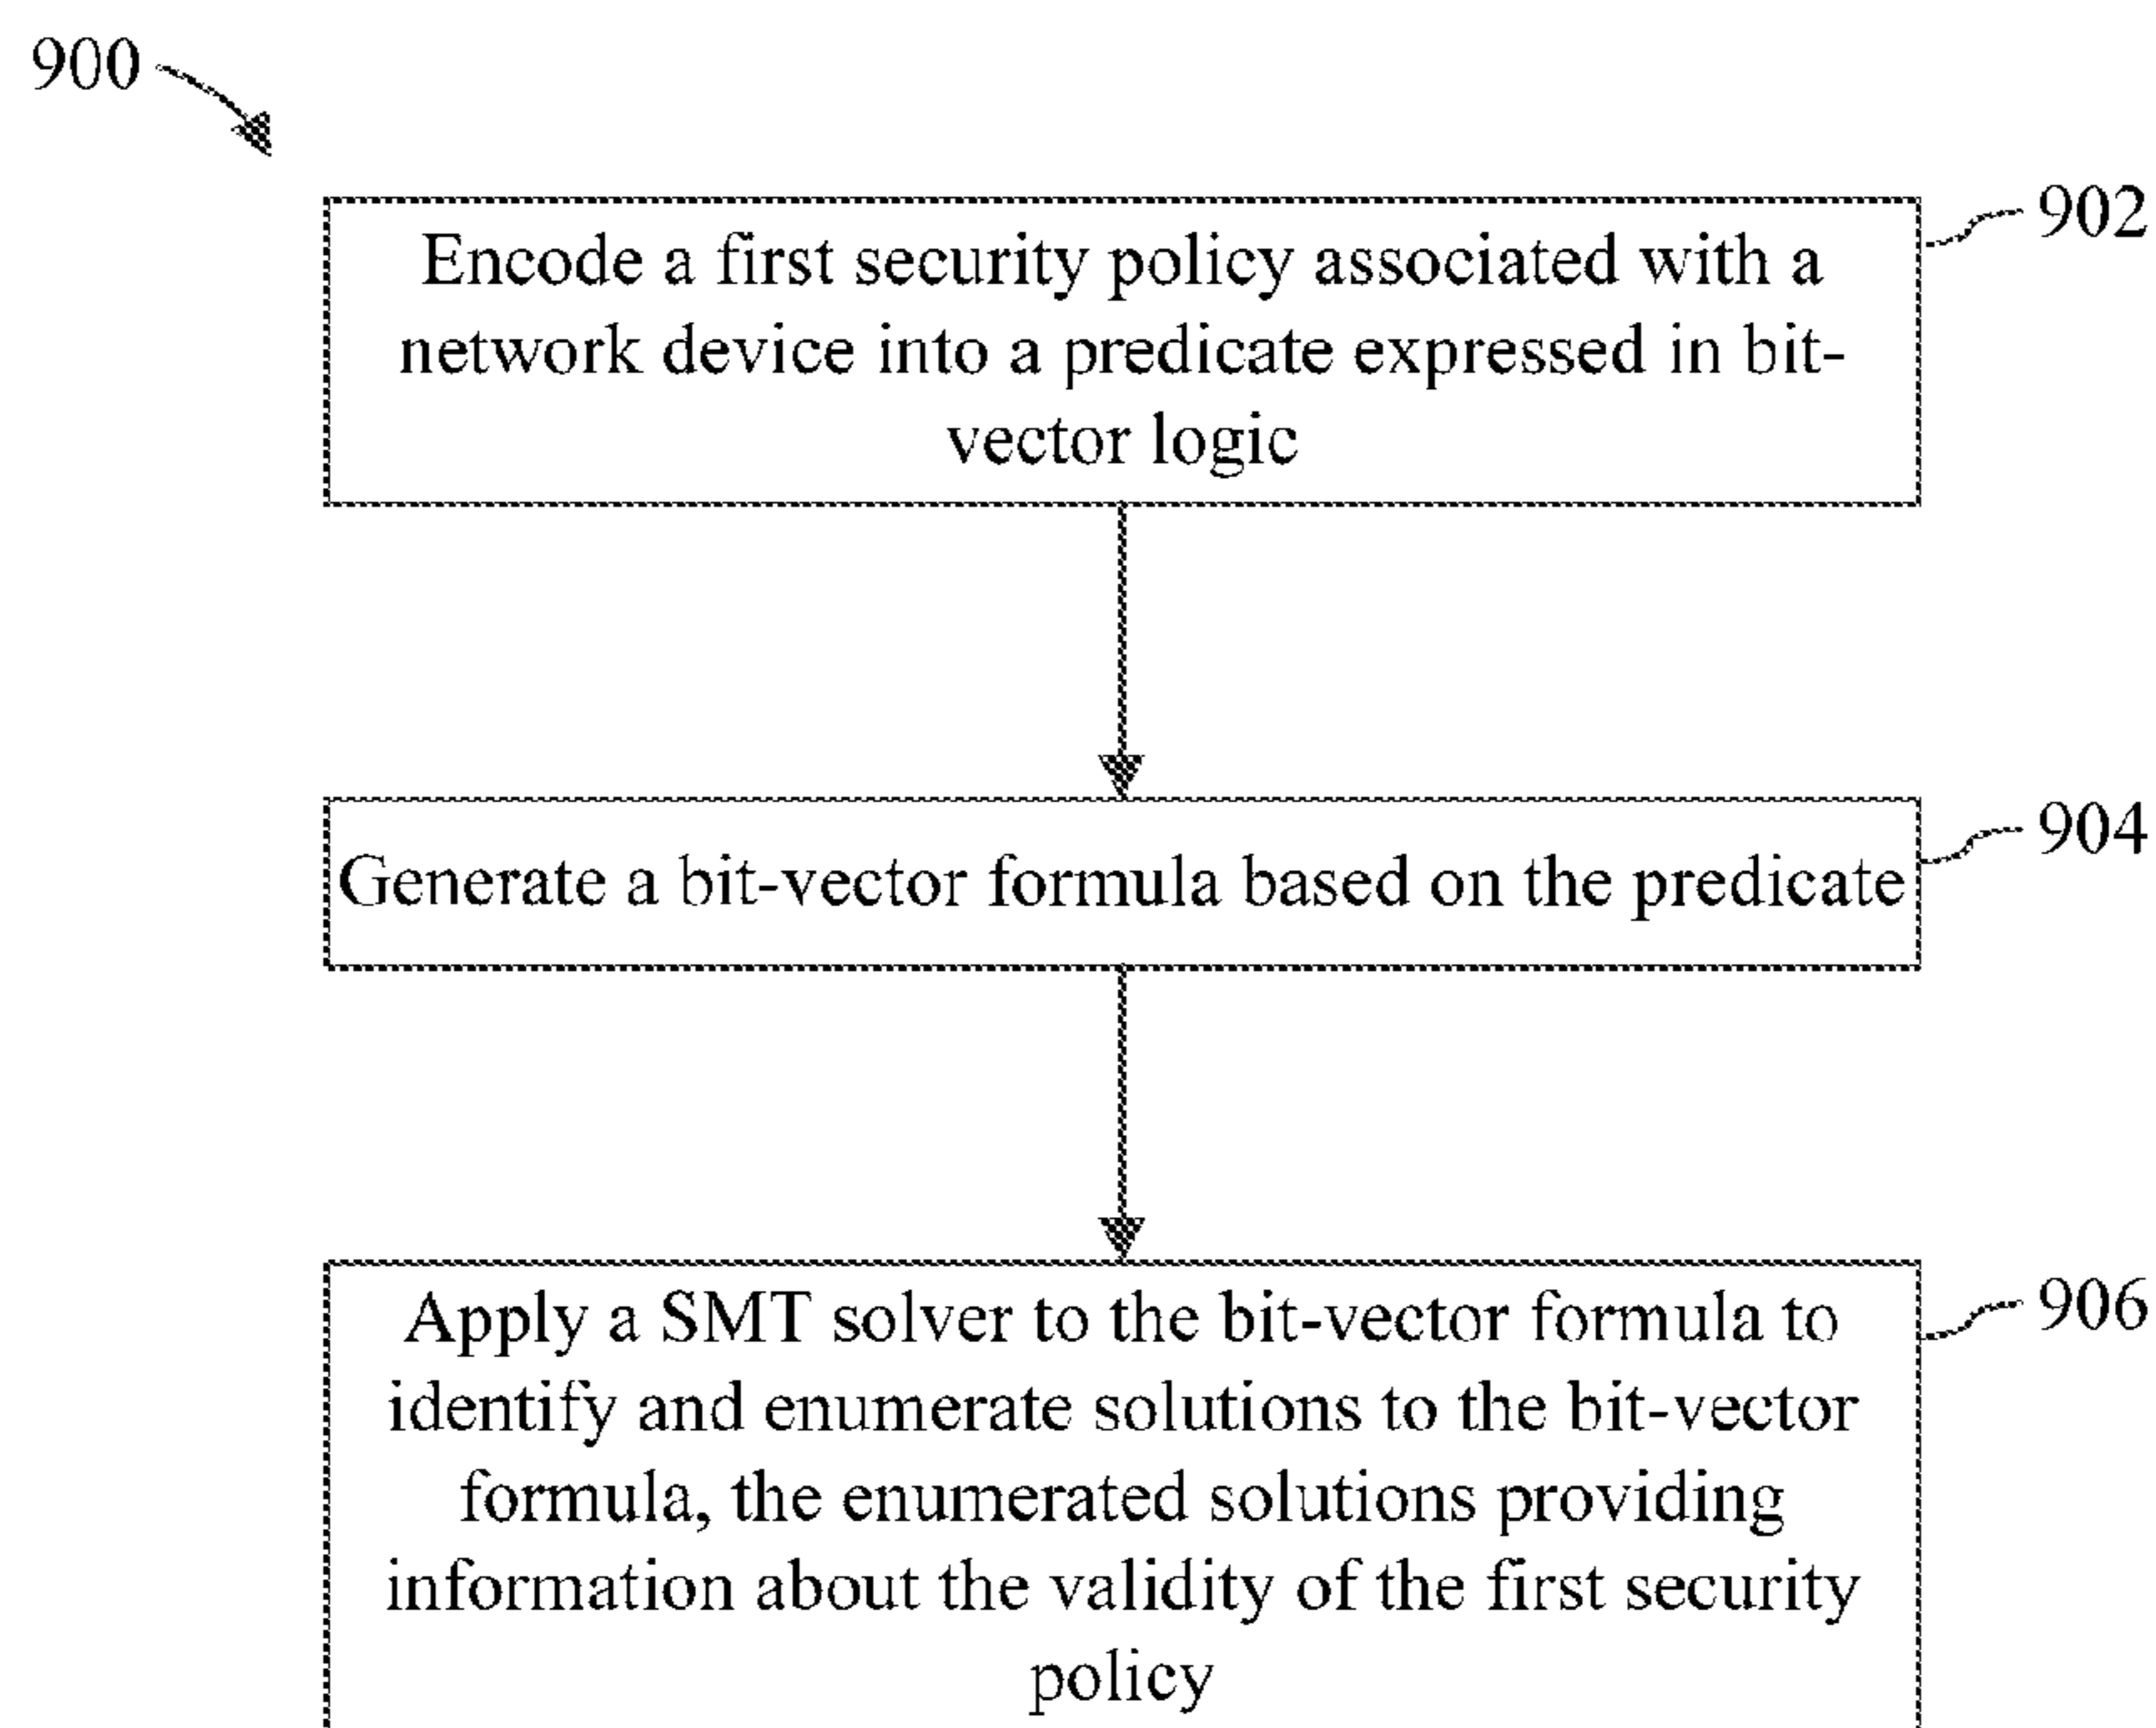 900
902
Encode a first security policy associated with a
network device into a predicate expressed in bit-
vector logic
904
Generate a bit-vector formula based on the predicate
906
Apply a SMT solver to the bit-vector formula to
identify and enumerate solutions to the bit-vector
formula, the enumerated solutions providing
information about the validity of the first security
policy